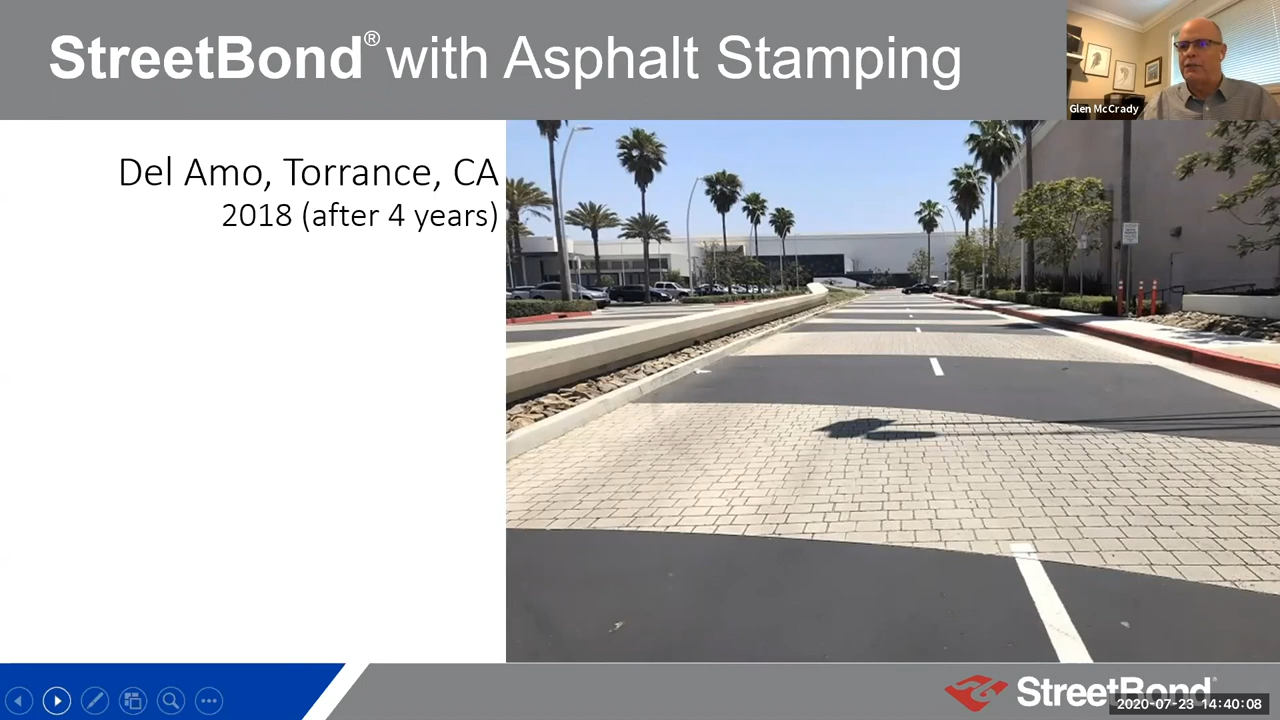 StreetBond® with Asphalt Stamping
Glen McCrady
Del Amo, Torrance, CA
2018 (after 4 years)
StreetBond®
2020-07-23 14:40:08